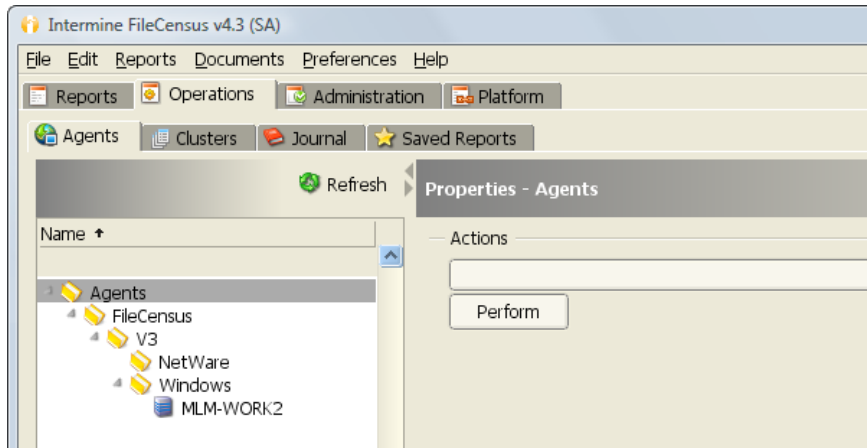 Intermine FileCensus v4.3 (SA)
File Edit Reports Documents Preferences Help
Reports Operations Administration Platform
Agents Clusters Journal Saved Reports
Refresh Properties - Agents
Name Actions
Agents
Perform
FileCensus
V3
NetWare
Windows
MLM-WORK2